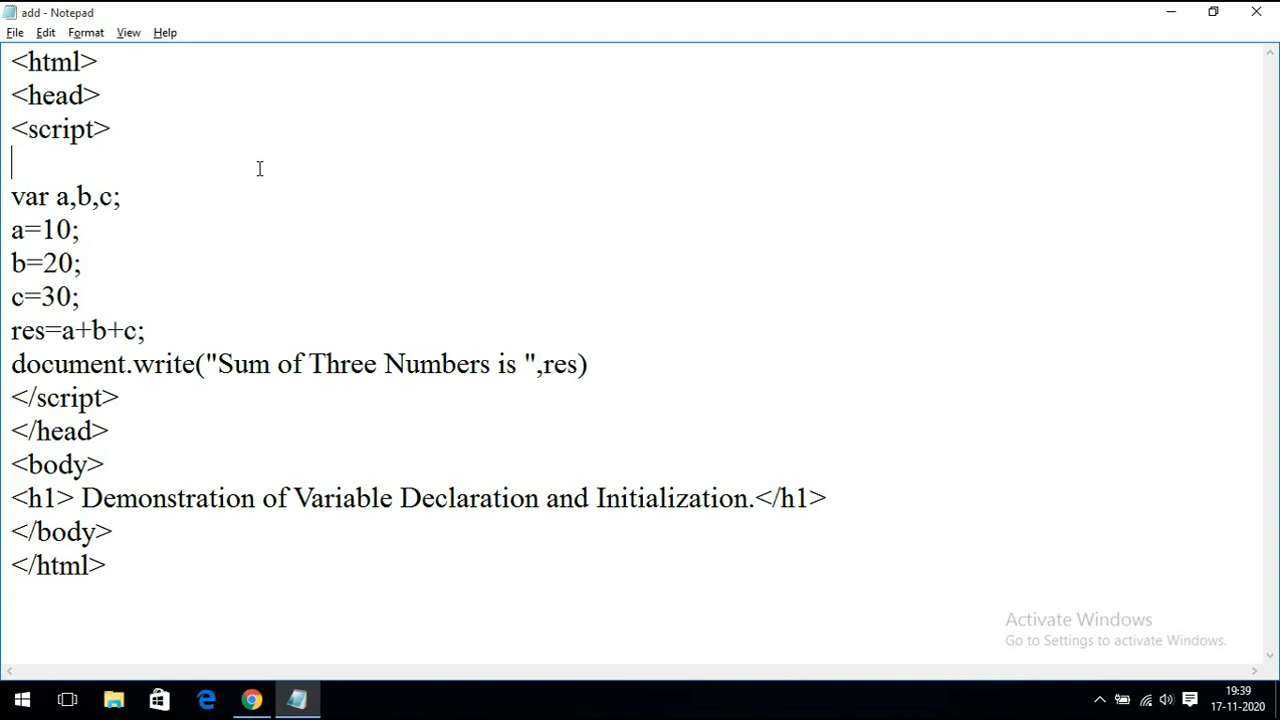 add - Notepad
File Edit Format View Help
<html>
<head>
<script>
var a,b,c;
a=10;
b=20;
c=30;
res=a+b+c;
document.write("Sum of Three Numbers is ",res)
</script>
</head>
<body>
<h1> Demonstration of Variable Declaration and Initialization.</h1>
</body>
</html>
Activate Windows
Go to Settings to activate Windows.
19:39
17-11-2020